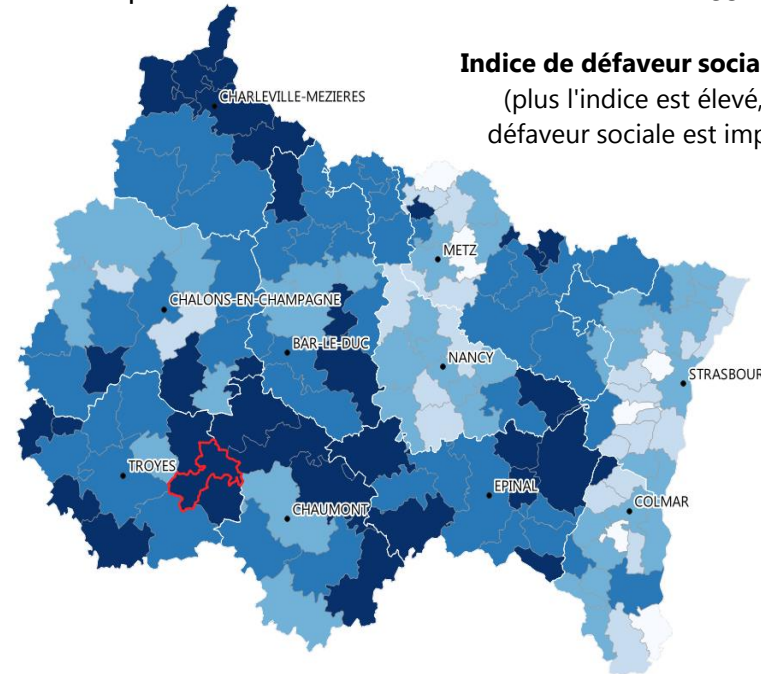 Indice de défaveur socia
(plus l'indice est élevé,
défaveur sociale est imp
CHARLEVILLE-MEZIERES
METZ
CHALONS-EN-CHAMPAGNE
BAR-LE-DUC
NANCY
STRASBOUR
TROYES
EPINAL
CHAUMONT
COLMAR